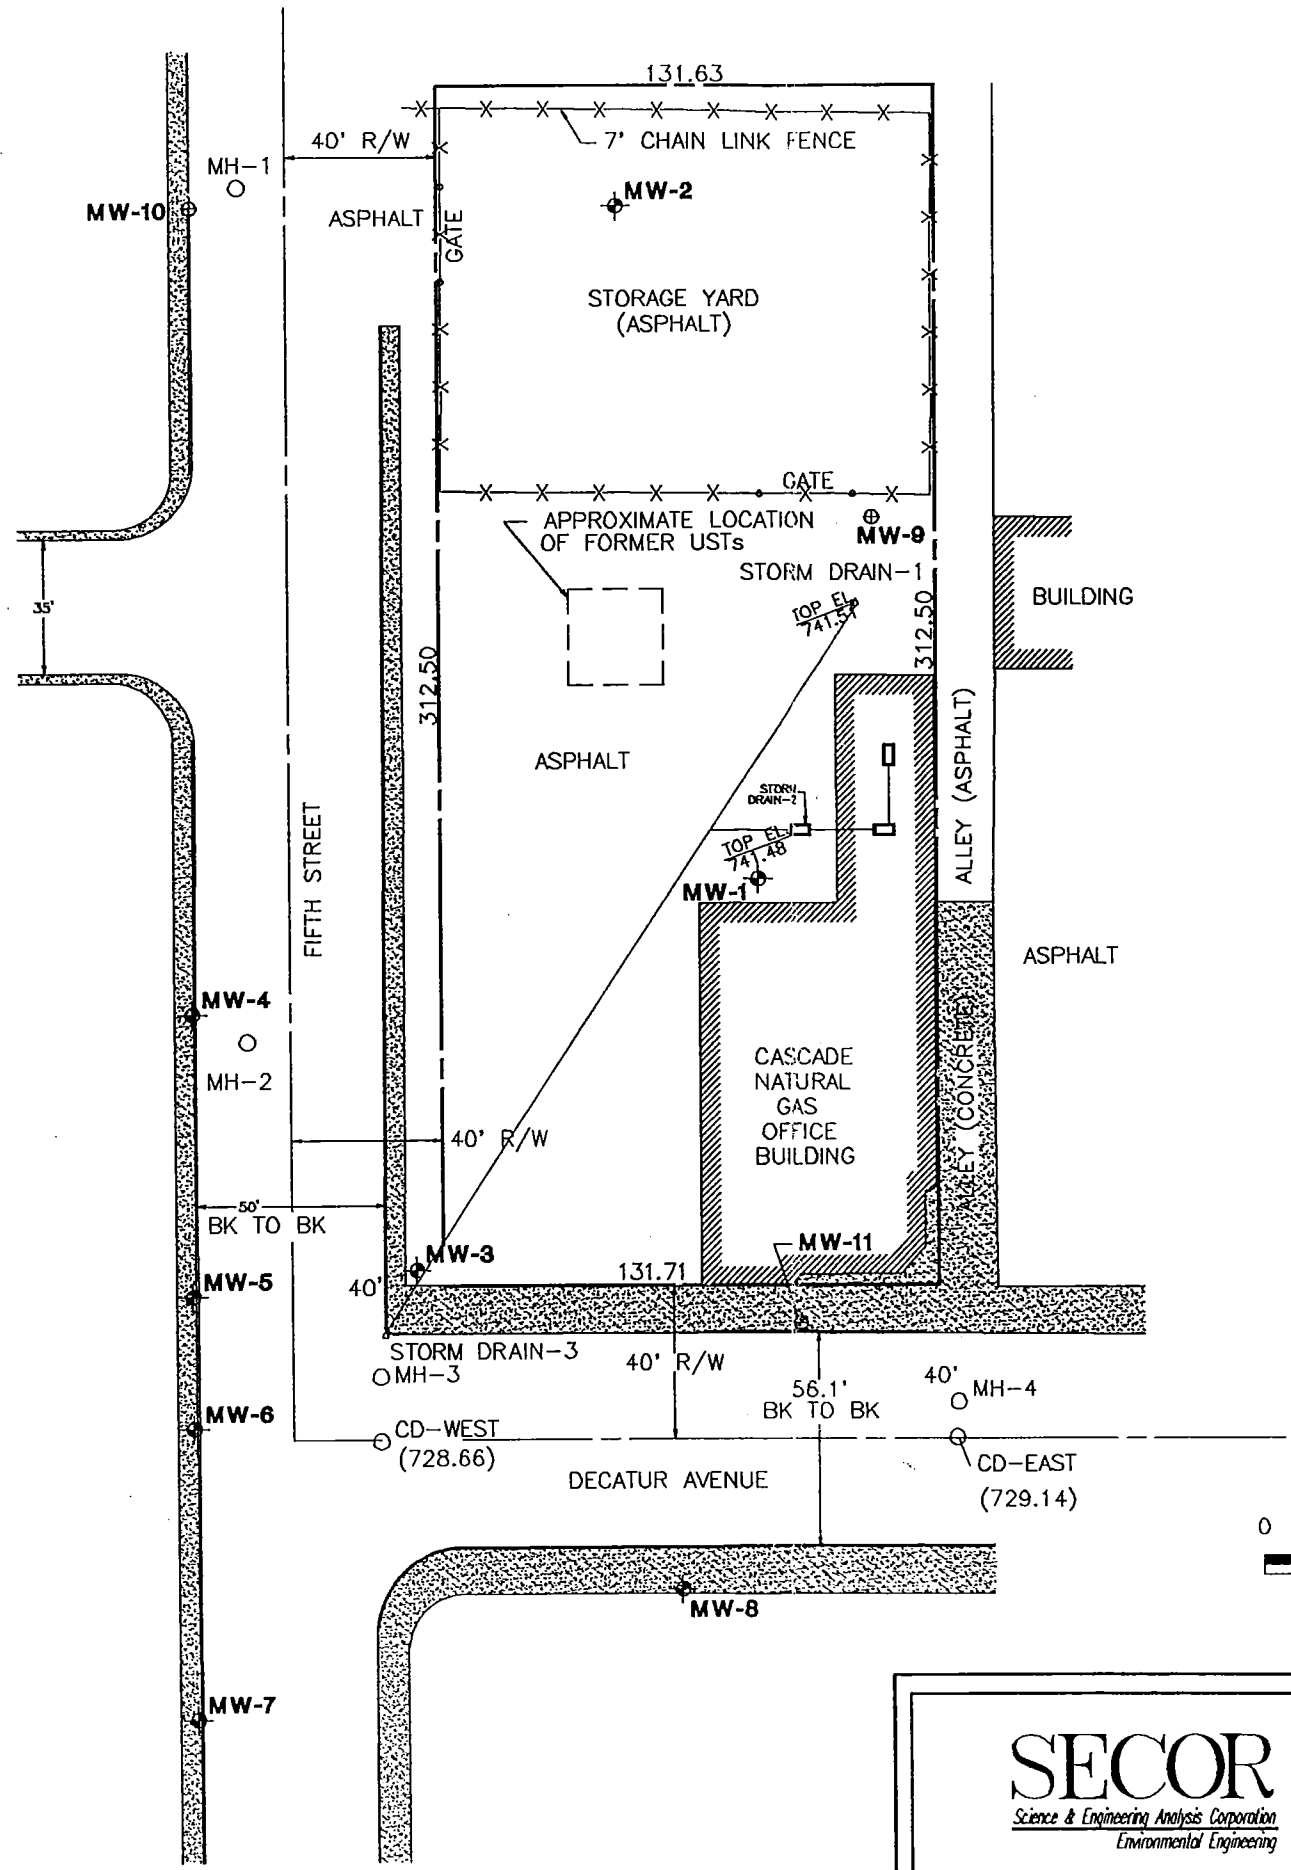 131.63
7' CHAIN LINK FENCE
40' R/W
MH-1
MW-10
MW-2
ASPHALT
GATE
STORAGE YARD
(ASPHALT)
GATE
APPROXIMATE LOCATION
OF FORMER USTs
MW-9
STORM DRAIN-1
TOP EL.
741.51
BUILDING
35'
312.50
312.50
ASPHALT
STORM
DRAIN-2
TOP EL.
741.48
MW-1
ALLEY (ASPHALT)
FIFTH STREET
ASPHALT
MW-4
MH-2
CASCADE
NATURAL
GAS
OFFICE
BUILDING
ALLEY (CONCRETE)
40' R/W
50'
BK TO BK
MW-3
MW-11
131.71
40'
MW-5
STORM DRAIN-3
MH-3
40' R/W
56.1'
BK TO BK
40'
MH-4
MW-6
CD-WEST
(728.66)
CD-EAST
(729.14)
DECATUR AVENUE
0
MW-8
MW-7
SECOR
Science & Engineering Analysis Corporation
Environmental Engineering